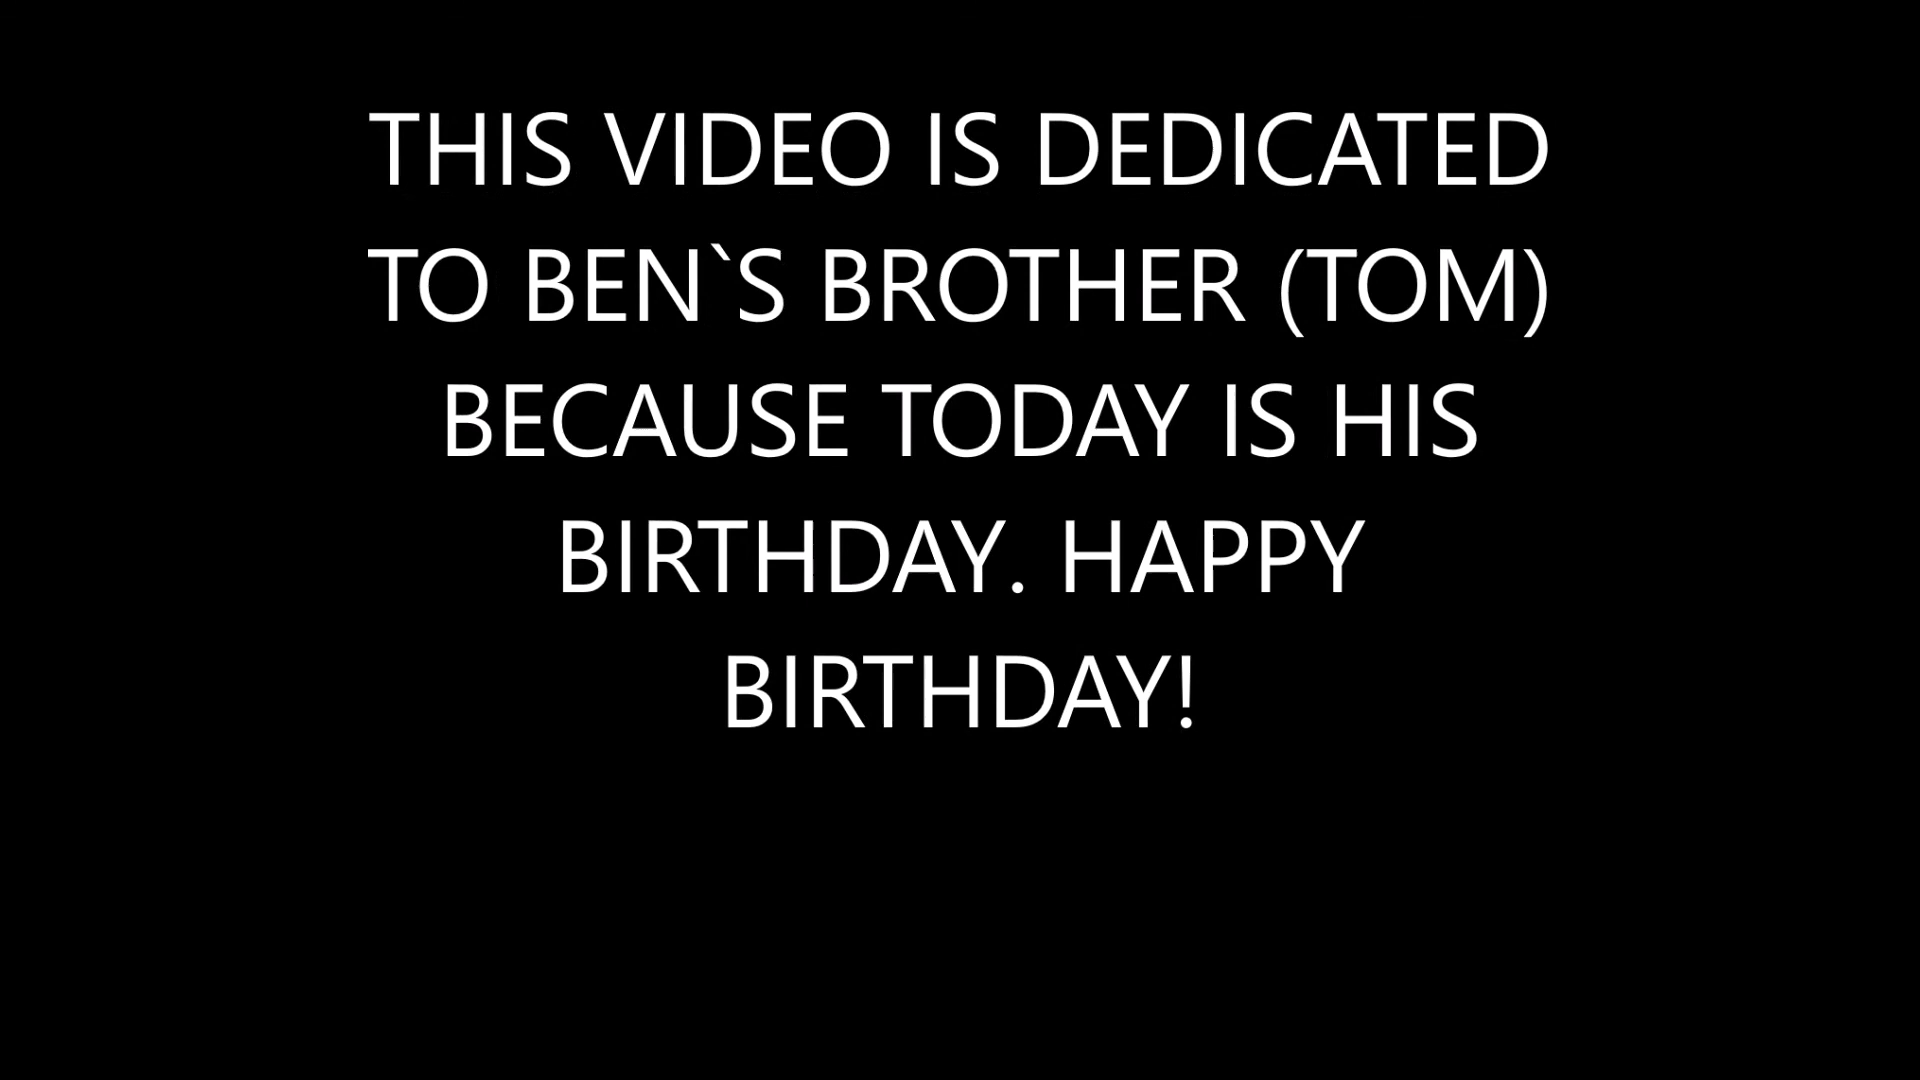 THIS VIDEO IS DEDICATED
TO BEN`S BROTHER (TOM)
BECAUSE TODAY IS HIS
BIRTHDAY. HAPPY
BIRTHDAY!